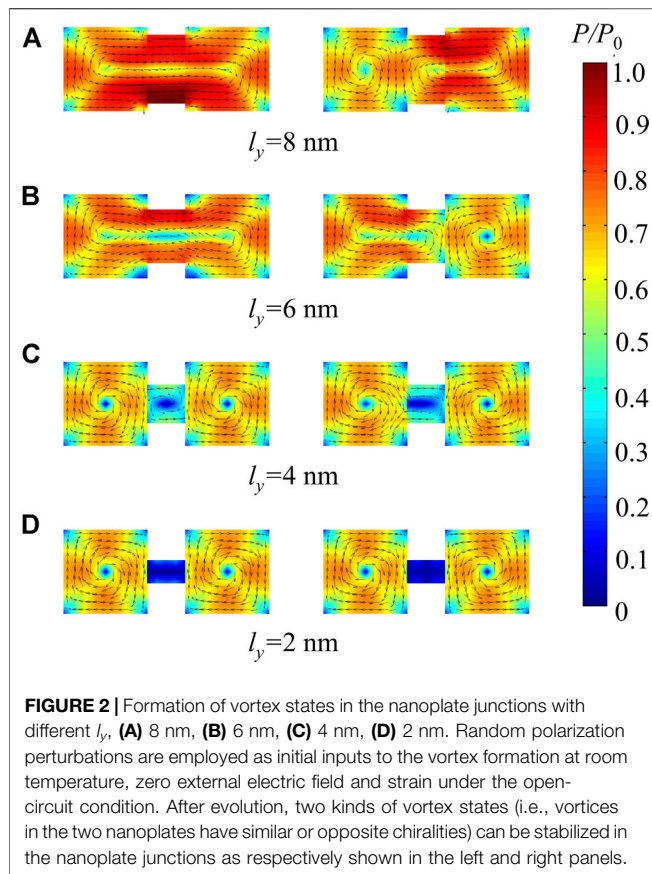 A
P/P0
1.0
0.9
0.8
0.7
0.6
0.5
0.4
0.3
0.2
0.1
0
ly=8 nm
B
ly=6 nm
C
ly=4 nm
D
ly=2 nm
FIGURE 2 | Formation of vortex states in the nanoplate junctions with
different ly, (A) 8 nm, (B) 6 nm, (C) 4 nm, (D) 2 nm. Random polarization
perturbations are employed as initial inputs to the vortex formation at room
temperature, zero external electric field and strain under the open-
circuit condition. After evolution, two kinds of vortex states (i.e., vortices
in the two nanoplates have similar or opposite chiralities) can be stabilized in
the nanoplate junctions as respectively shown in the left and right panels.